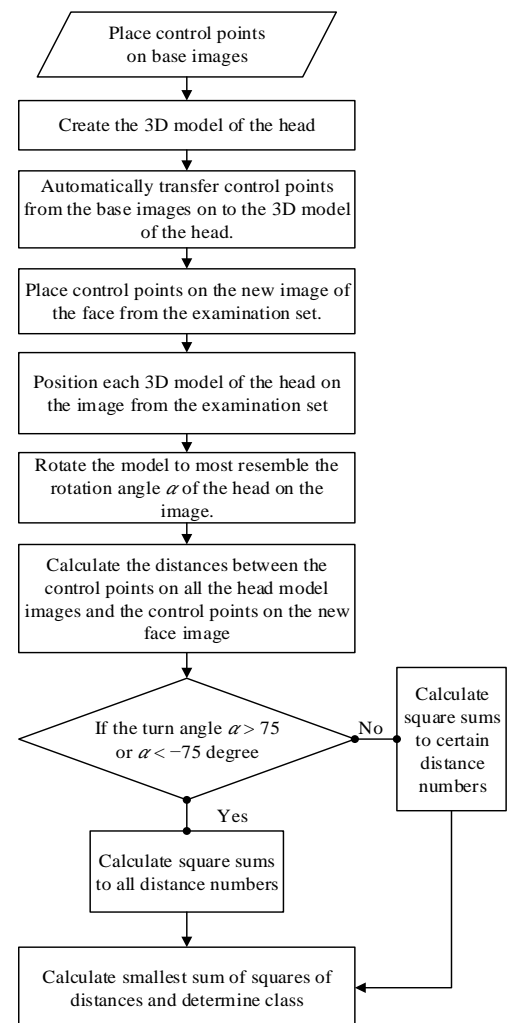 Place control points
on base images
Create the 3D model of the head
Automatically transfer control points
from the base images on to the 3D model
of the head.
Place control points on the new image of
the face from the examination set.
Position each 3D model of the head on
the image from the examination set
Rotate the model to most resemble the
rotation angle α of the head on the
image.
Calculate the distances between the
control points on all the head model
images and the control points on the new
face image
If the turn angle α > 75
or α < −75 degree
No
Calculate
square sums
to certain
distance
numbers
Yes
Calculate square sums
to all distance numbers
Calculate smallest sum of squares of
distances and determine class